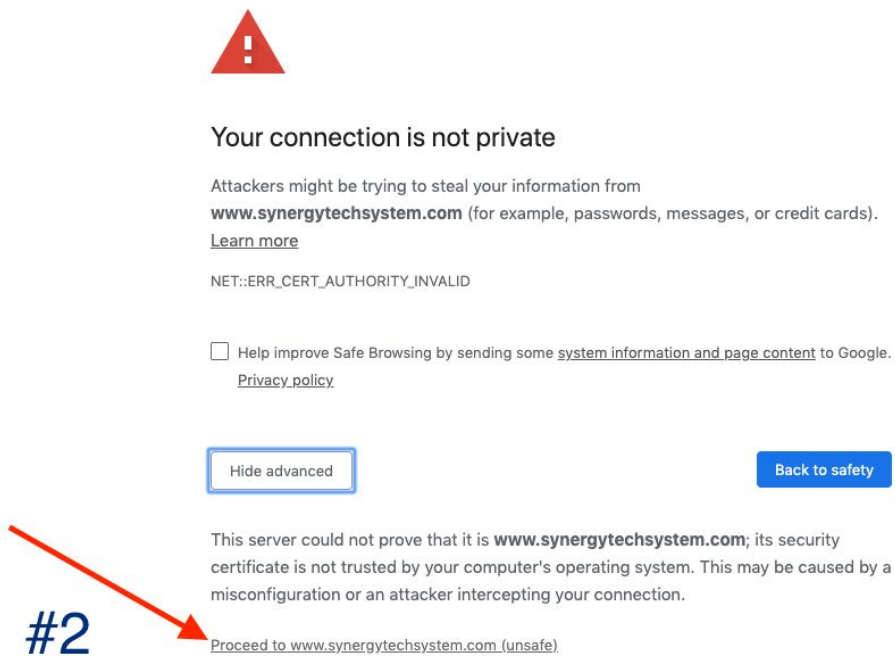 Your connection is not private
Attackers might be trying to steal your information from
www.synergytechsystem.com (for example, passwords, messages, or credit cards).
Learn more
NET::ERR_CERT_AUTHORITY_INVALID
Help improve Safe Browsing by sending some system information and page content to Google.
Privacy policy
Hide advanced
Back to safety
This server could not prove that it is www.synergytechsystem.com; its security
certificate is not trusted by your computer's operating system. This may be caused by a
misconfiguration or an attacker intercepting your connection.
#2
Proceed to www.synergytechsystem.com (unsafe)